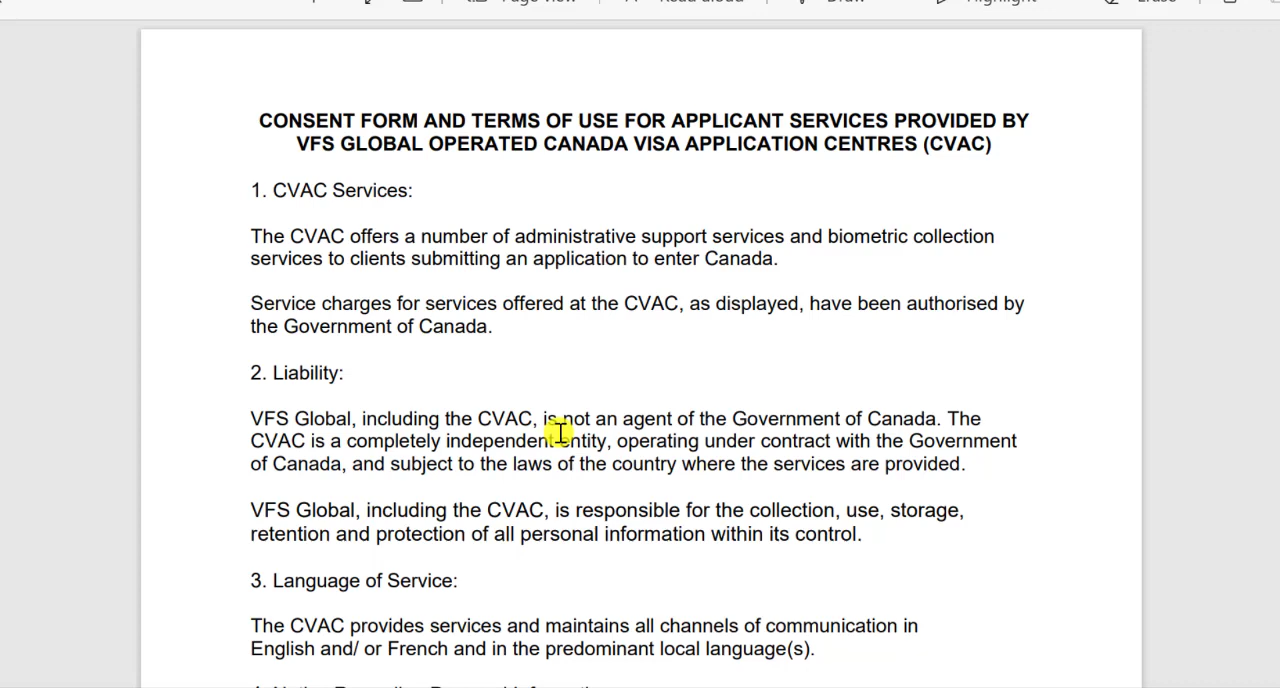 Page view
Read aloud
Draw
Highlight
Erase
CONSENT FORM AND TERMS OF USE FOR APPLICANT SERVICES PROVIDED BY
VFS GLOBAL OPERATED CANADA VISA APPLICATION CENTRES (CVAC)
1. CVAC Services:
The CVAC offers a number of administrative support services and biometric collection
services to clients submitting an application to enter Canada.
Service charges for services offered at the CVAC, as displayed, have been authorised by
the Government of Canada.
2. Liability:
VFS Global, including the CVAC, is not an agent of the Government of Canada. The
CVAC is a completely independent entity, operating under contract with the Government
of Canada, and subject to the laws of the country where the services are provided.
VFS Global, including the CVAC, is responsible for the collection, use, storage,
retention and protection of all personal information within its control.
3. Language of Service:
The CVAC provides services and maintains all channels of communication in
English and/ or French and in the predominant local language(s).